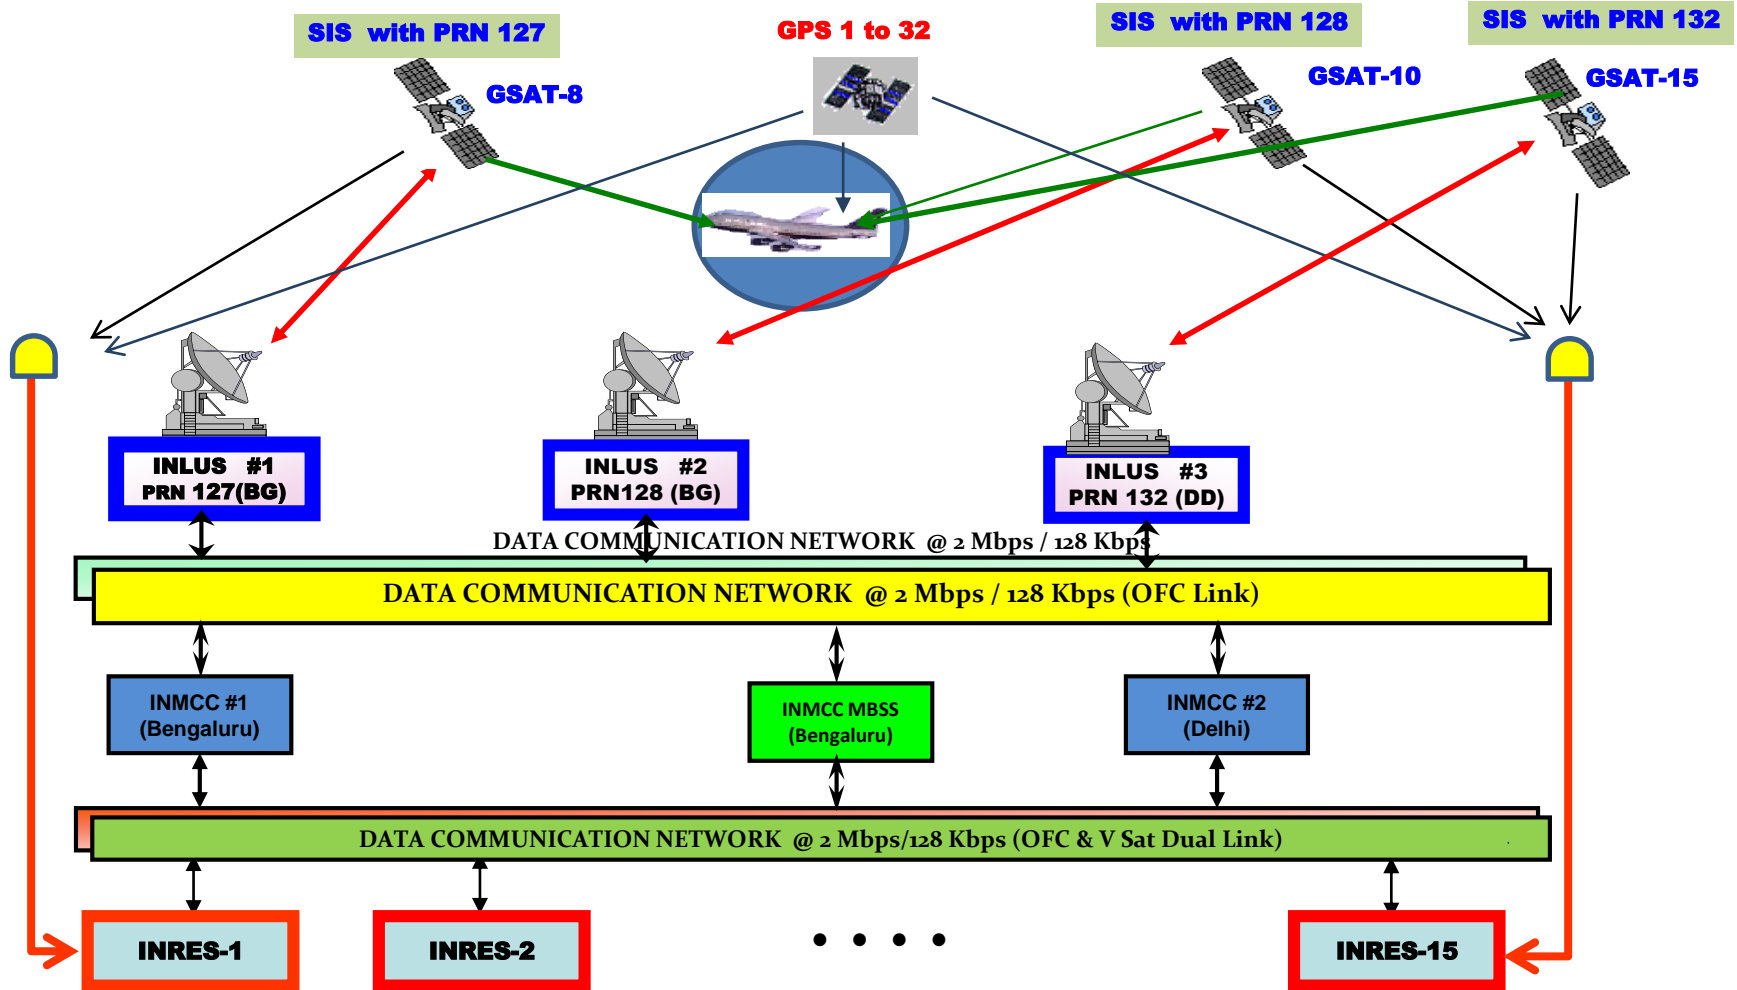 SIS with PRN 127
GPS 1 to 32
SIS with PRN 128
SIS with PRN 132
GSAT-8
GSAT-10
GSAT-15
INLUS #1
PRN 127(BG)
INLUS #2
PRN128 (BG)
INLUS #3
PRN 132 (DD)
DATA COMMUNICATION NETWORK @ 2 Mbps / 128 Kbps
DATA COMMUNICATION NETWORK @ 2 Mbps / 128 Kbps (OFC Link)
INMCC #1
(Bengaluru)
INMCC MBSS
(Bengaluru)
INMCC #2
(Delhi)
DATA COMMUNICATION NETWORK @ 2 Mbps/128 Kbps (OFC & V Sat Dual Link)
INRES-1
INRES-2
• • • •
INRES-15